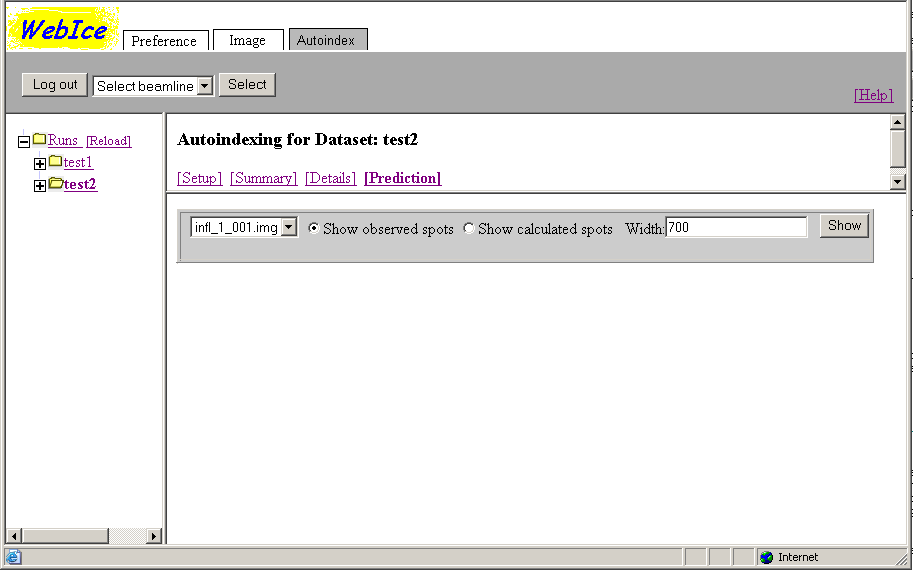 WebIce Preference Image Autoindex
Log out Select beamline Select
[Help]
Runs [Reload]
test1
test2
Autoindexing for Dataset: test2
[Setup] [Summary] [Details] [Prediction]
infl_1_001.img Show observed spots Show calculated spots Width: 700 Show
Internet